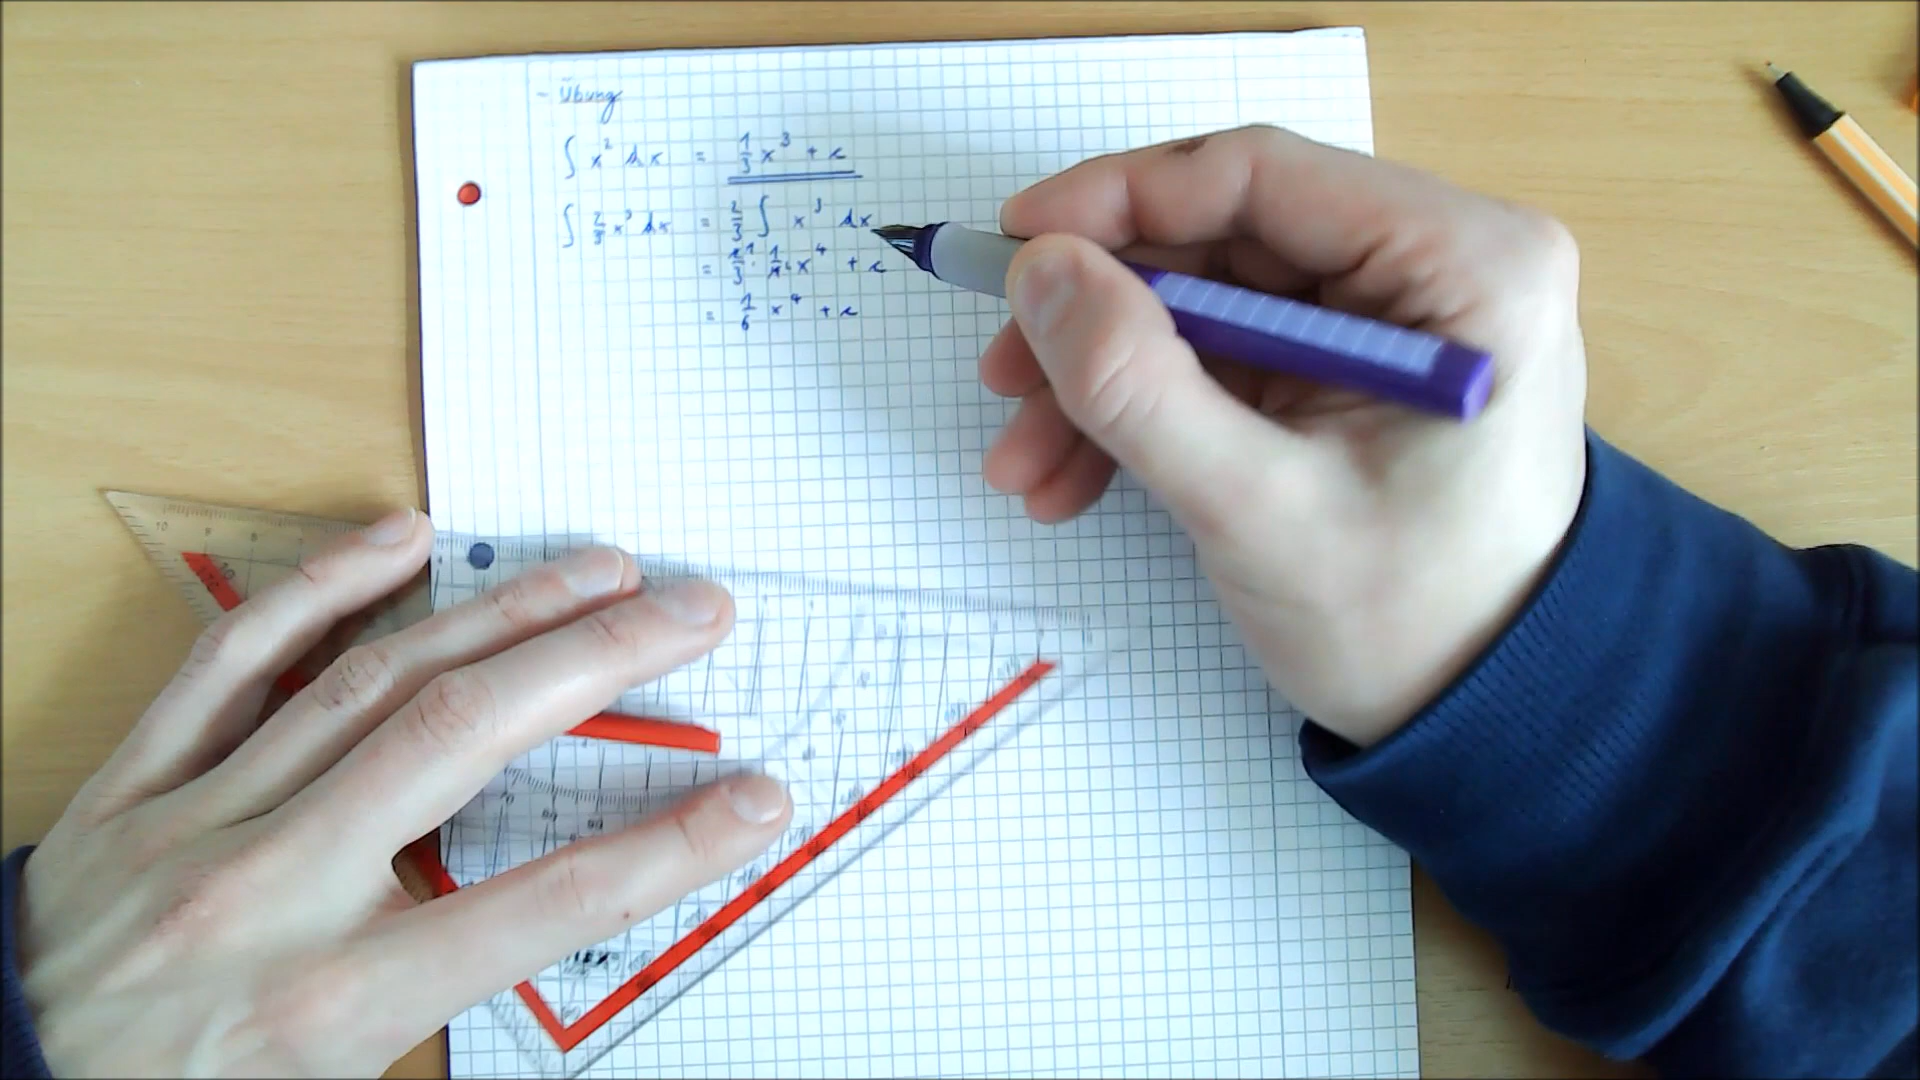 - Übung
∫ x² dx = 1/3 x³ + c
∫ 2/3 x³ dx = 2/3 ∫ x³ dx
= 2/3 · 1/4 x⁴ + c
= 1/6 x⁴ + c